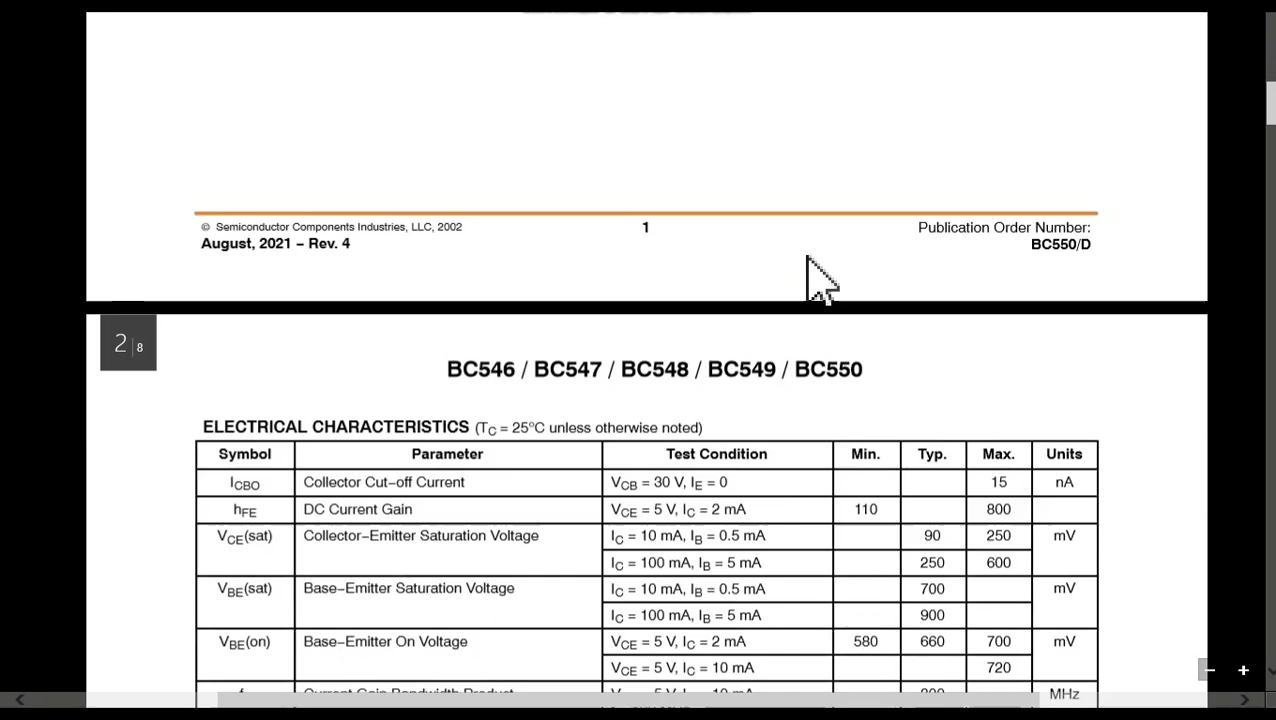 © Semiconductor Components Industries, LLC, 2002 1 Publication Order Number:
August, 2021 − Rev. 4 BC550/D
2 | 8
BC546 / BC547 / BC548 / BC549 / BC550
ELECTRICAL CHARACTERISTICS (TC = 25°C unless otherwise noted)
Symbol Parameter Test Condition Min. Typ. Max. Units
ICBO Collector Cut−off Current VCB = 30 V, IE = 0 15 nA
hFE DC Current Gain VCE = 5 V, IC = 2 mA 110 800
VCE(sat) Collector−Emitter Saturation Voltage IC = 10 mA, IB = 0.5 mA 90 250 mV
IC = 100 mA, IB = 5 mA 250 600
VBE(sat) Base−Emitter Saturation Voltage IC = 10 mA, IB = 0.5 mA 700 mV
IC = 100 mA, IB = 5 mA 900
VBE(on) Base−Emitter On Voltage VCE = 5 V, IC = 2 mA 580 660 700 mV
VCE = 5 V, IC = 10 mA 720
Current Gain Bandwidth Product MHz